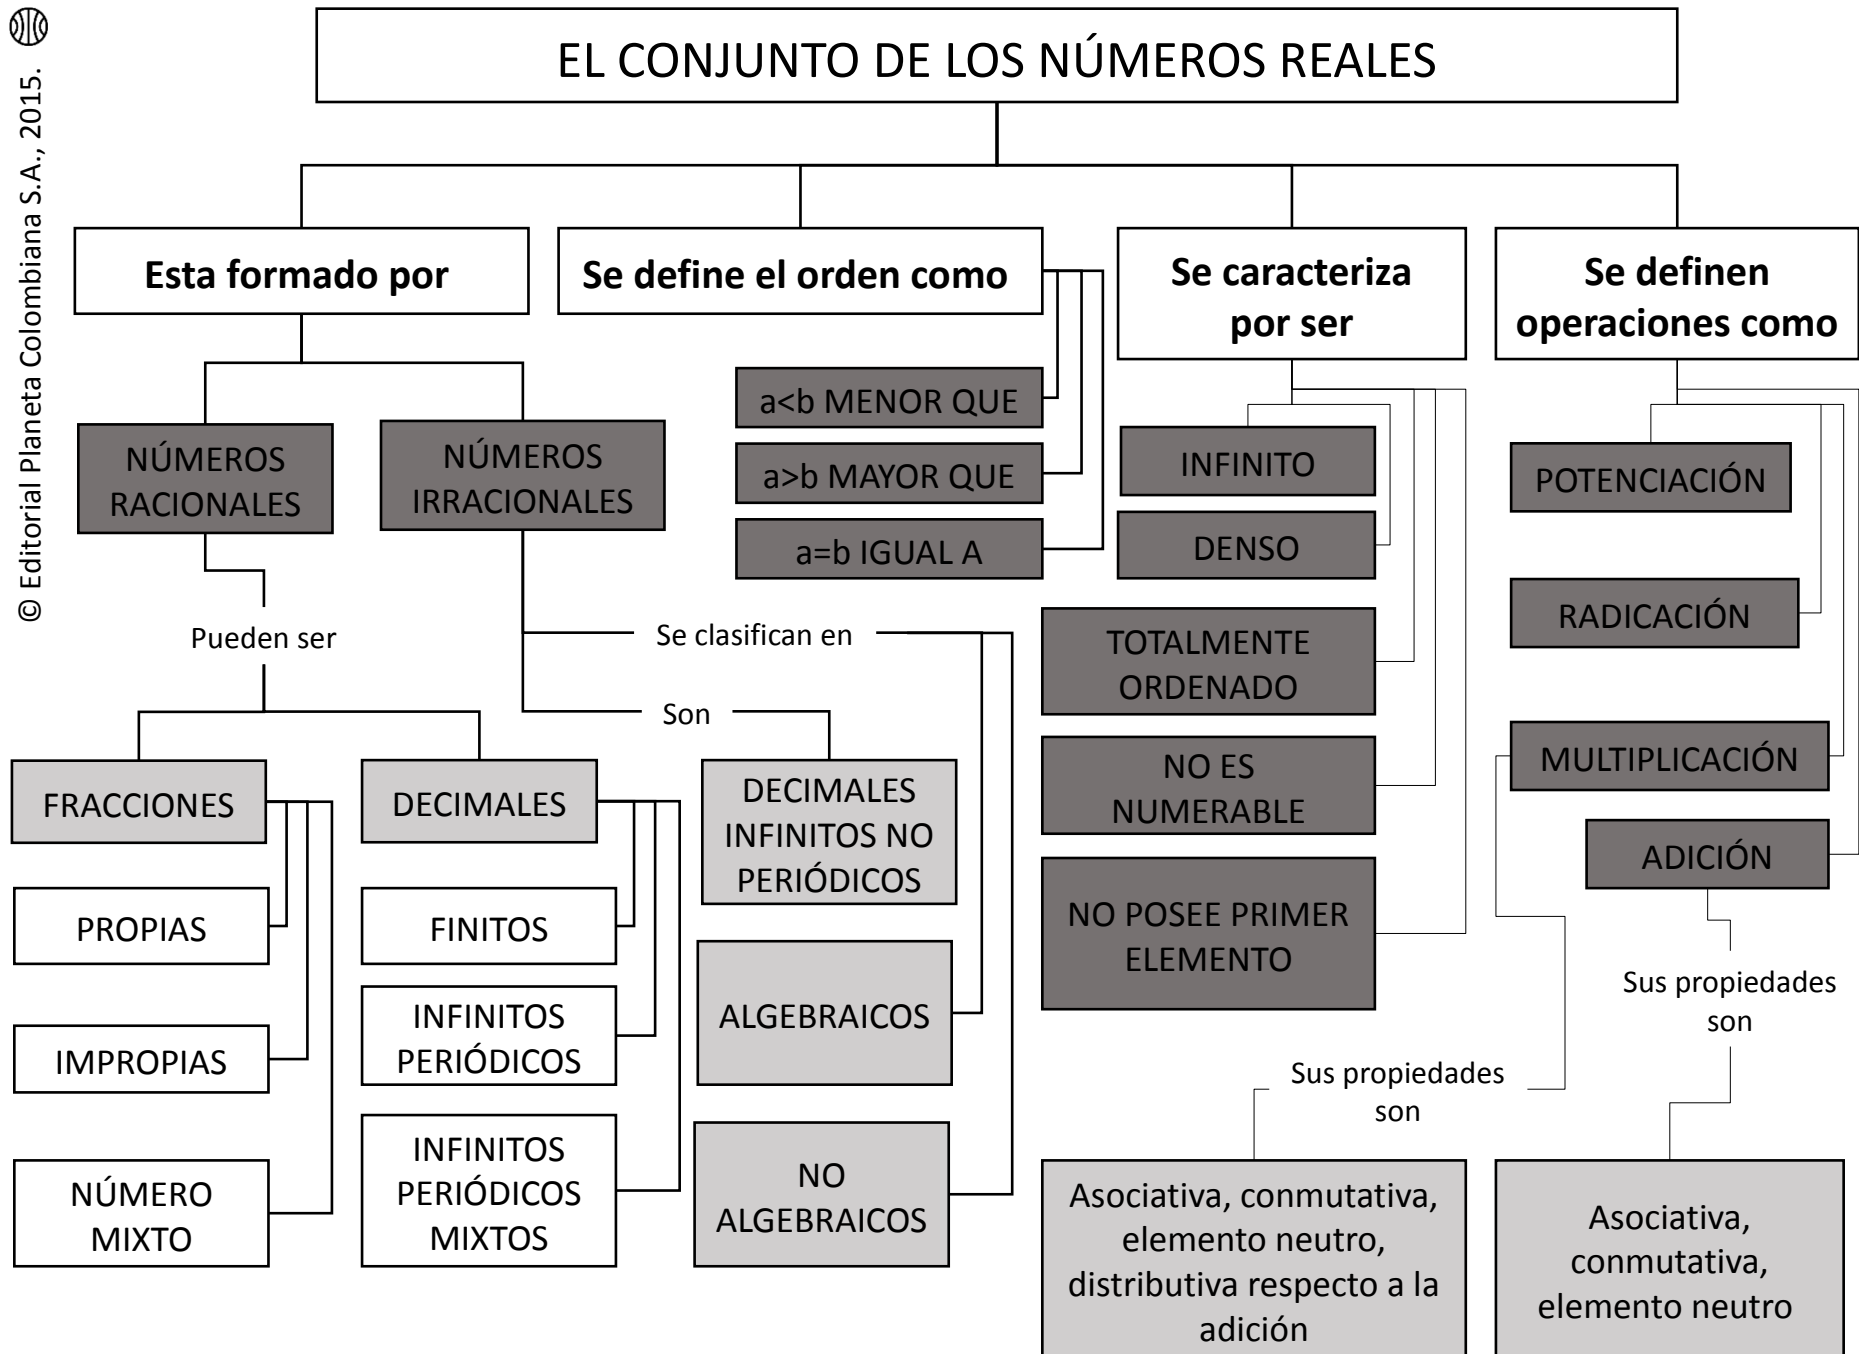 © Editorial Planeta Colombiana S.A., 2015.
EL CONJUNTO DE LOS NÚMEROS REALES
Esta formado por
NÚMEROS
RACIONALES
Pueden ser
FRACCIONES
PROPIAS
IMPROPIAS
NÚMERO
MIXTO
DECIMALES
FINITOS
INFINITOS
PERIÓDICOS
INFINITOS
PERIÓDICOS
MIXTOS
NÚMEROS
IRRACIONALES
Se clasifican en
Son
DECIMALES
INFINITOS NO
PERIÓDICOS
ALGEBRAICOS
NO
ALGEBRAICOS
Se define el orden como
a<b MENOR QUE
a>b MAYOR QUE
a=b IGUAL A
Se caracteriza
por ser
INFINITO
DENSO
TOTALMENTE
ORDENADO
NO ES
NUMERABLE
NO POSEE PRIMER
ELEMENTO
Se definen
operaciones como
POTENCIACIÓN
RADICACIÓN
MULTIPLICACIÓN
Sus propiedades
son
Asociativa, conmutativa,
elemento neutro,
distributiva respecto a la
adición
ADICIÓN
Sus propiedades
son
Asociativa,
conmutativa,
elemento neutro